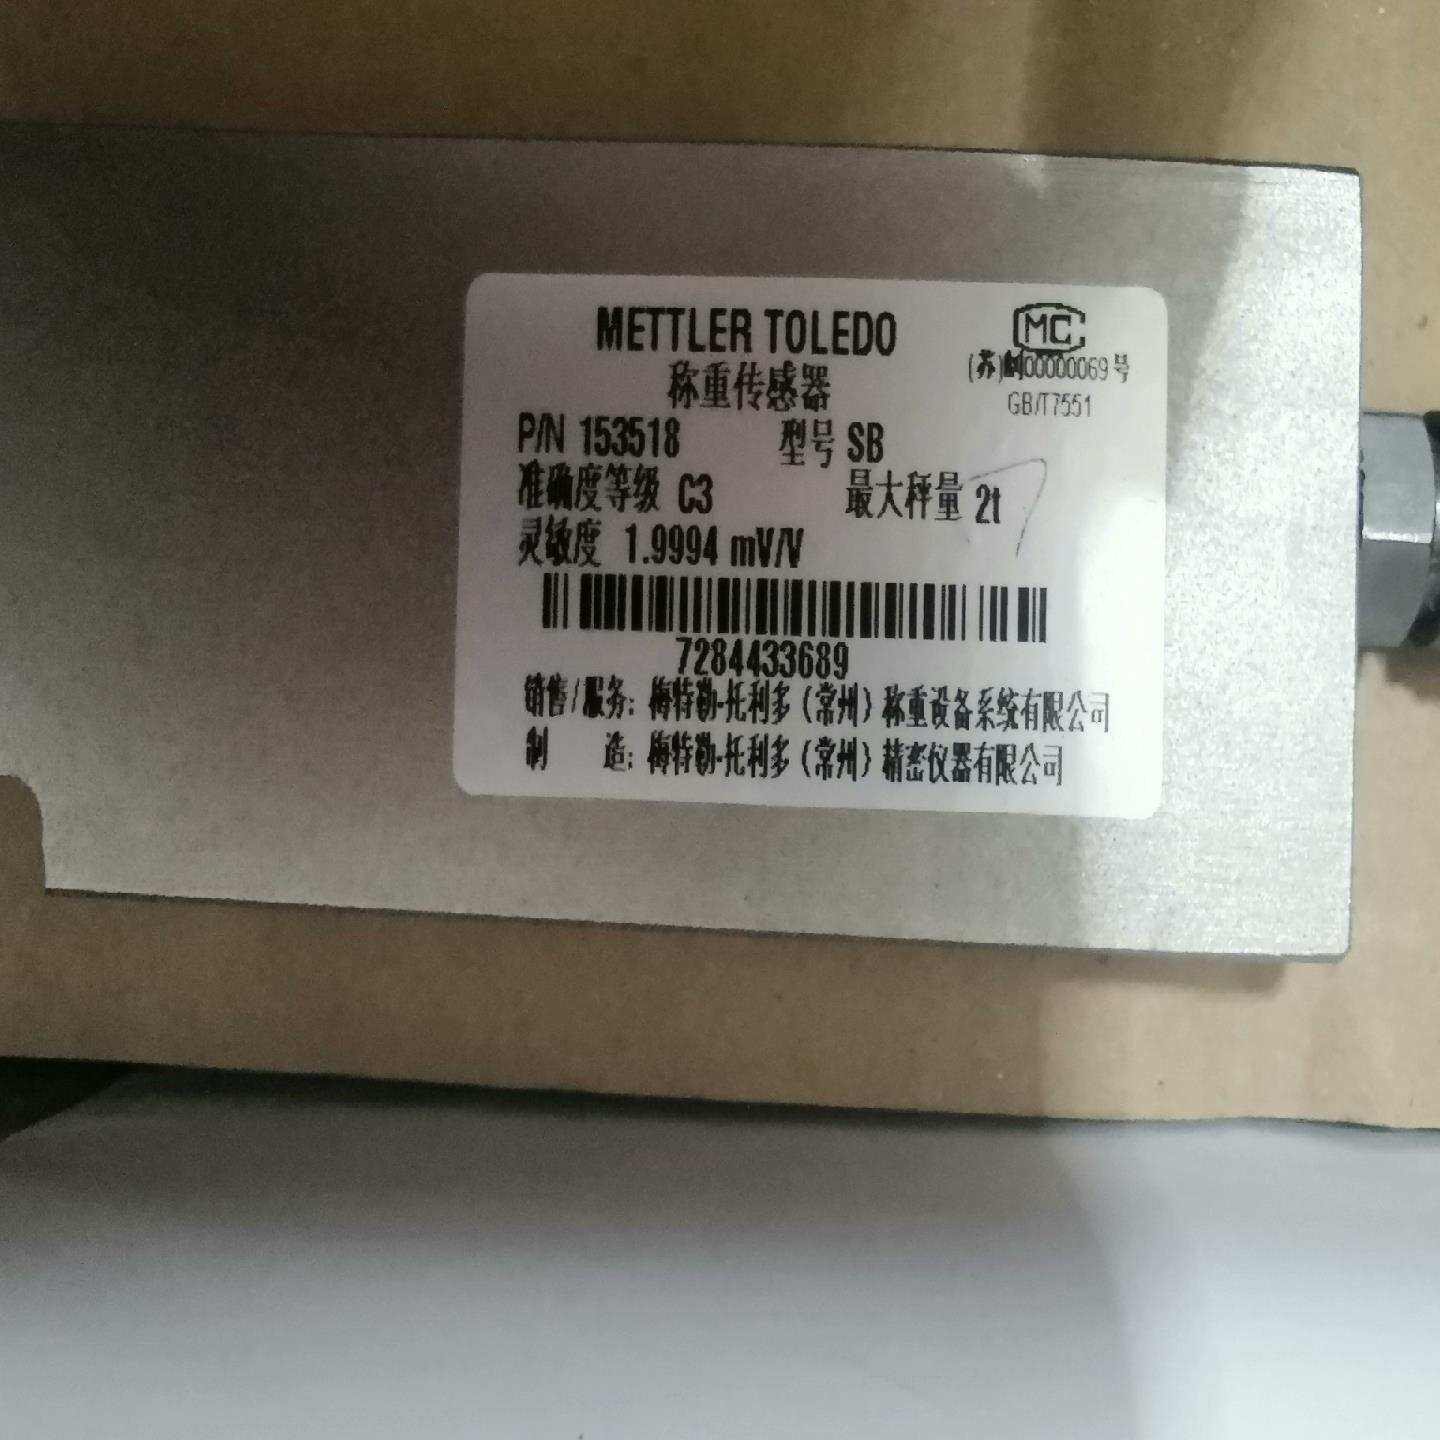 METTLER TOLEDO
MC
称重传感器
(苏)制00000069号
GB/T7551
P/N 153518 型号 SB
准确度等级 C3 最大秤量 2t
灵敏度 1.9994 mV/V
7284433689
销售/服务: 梅特勒-托利多(常州)称重设备系统有限公司
制 造: 梅特勒-托利多(常州)精密仪器有限公司